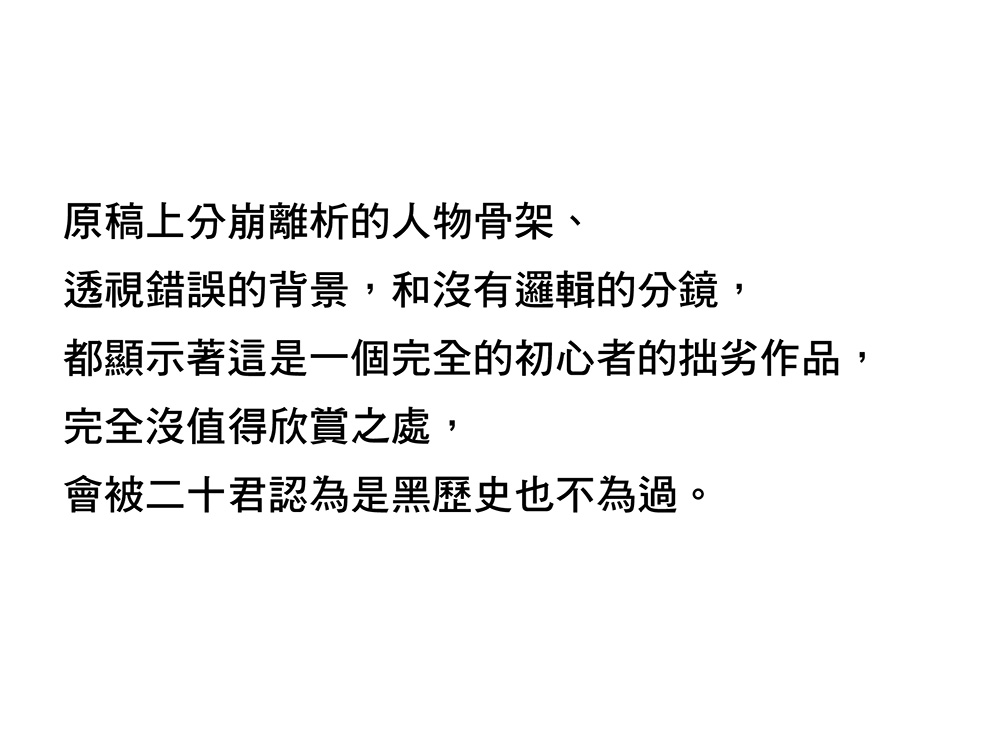 原稿上分崩離析的人物骨架、
透視錯誤的背景，和沒有邏輯的分鏡，
都顯示著這是一個完全的初心者的拙劣作品，
完全沒值得欣賞之處，
會被二十君認為是黑歷史也不為過。